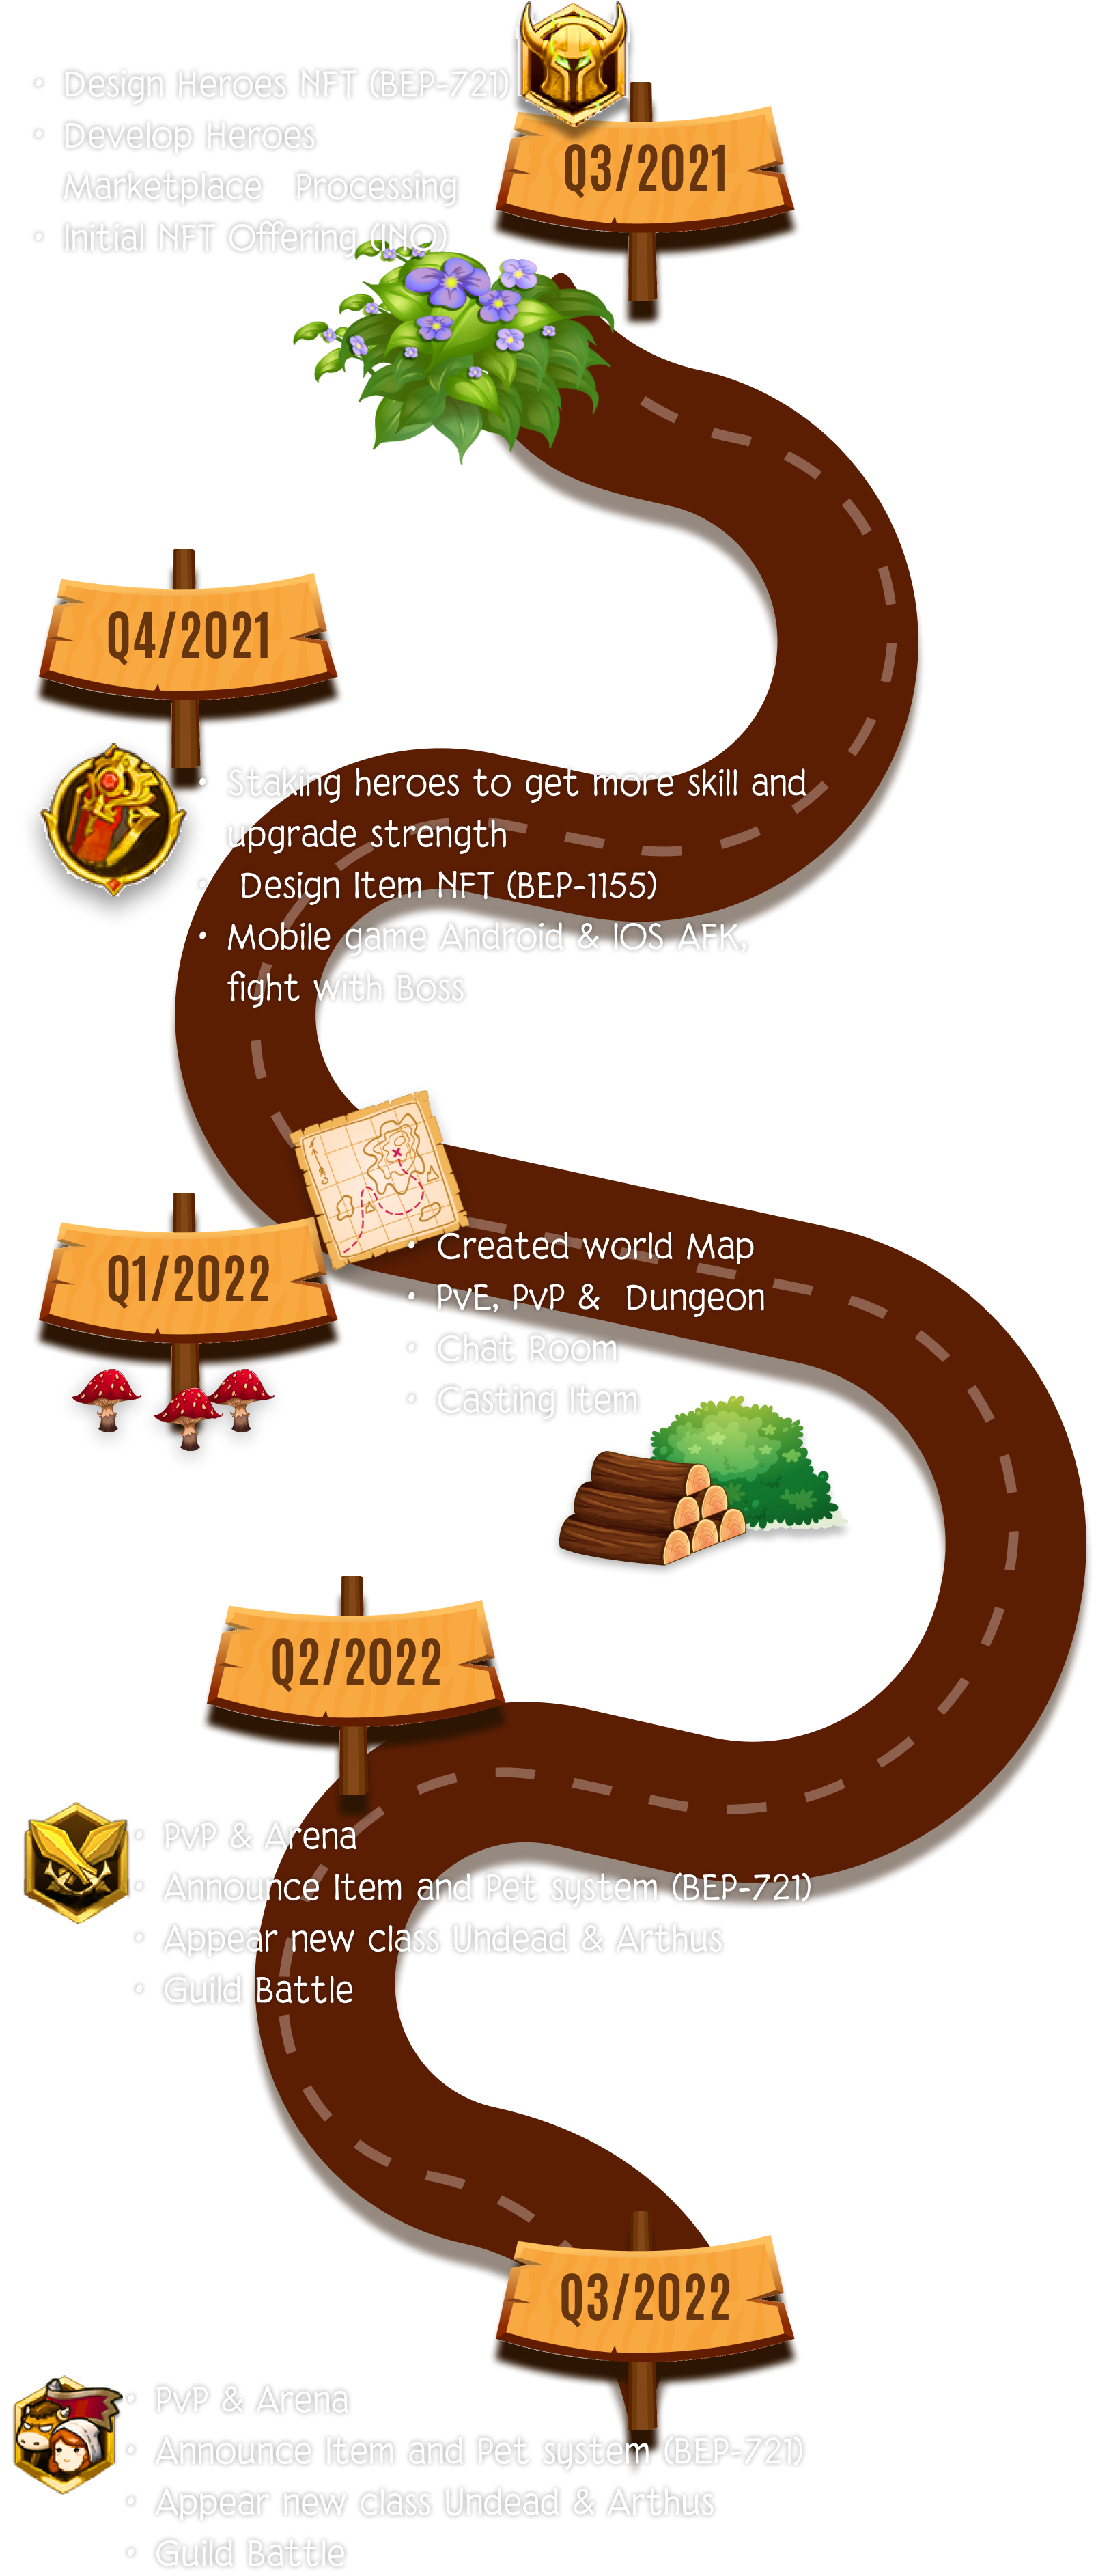 • Design Heroes NFT (BEP-721)
• Develop Heroes
Marketplace Processing
• Initial NFT Offering (INO)
Q3/2021
Q4/2021
• Staking heroes to get more skill and
upgrade strength
• Design Item NFT (BEP-1155)
• Mobile game Android & IOS AFK,
fight with Boss
Q1/2022
• Created world Map
• PvE, PvP & Dungeon
• Chat Room
• Casting Item
Q2/2022
• PvP & Arena
• Announce Item and Pet system (BEP-721)
• Appear new class Undead & Arthus
• Guild Battle
Q3/2022
• PvP & Arena
• Announce Item and Pet system (BEP-721)
• Appear new class Undead & Arthus
• Guild Battle